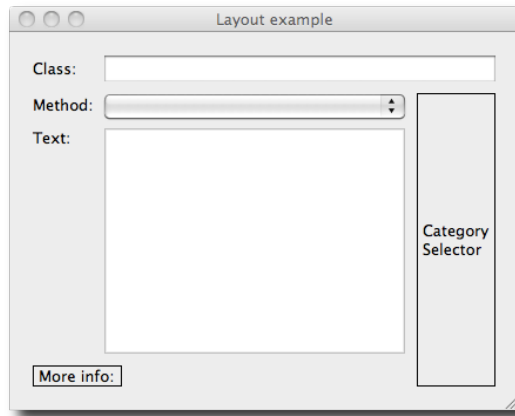 Layout example
Class:
Method:
Text:
Category
Selector
More info: